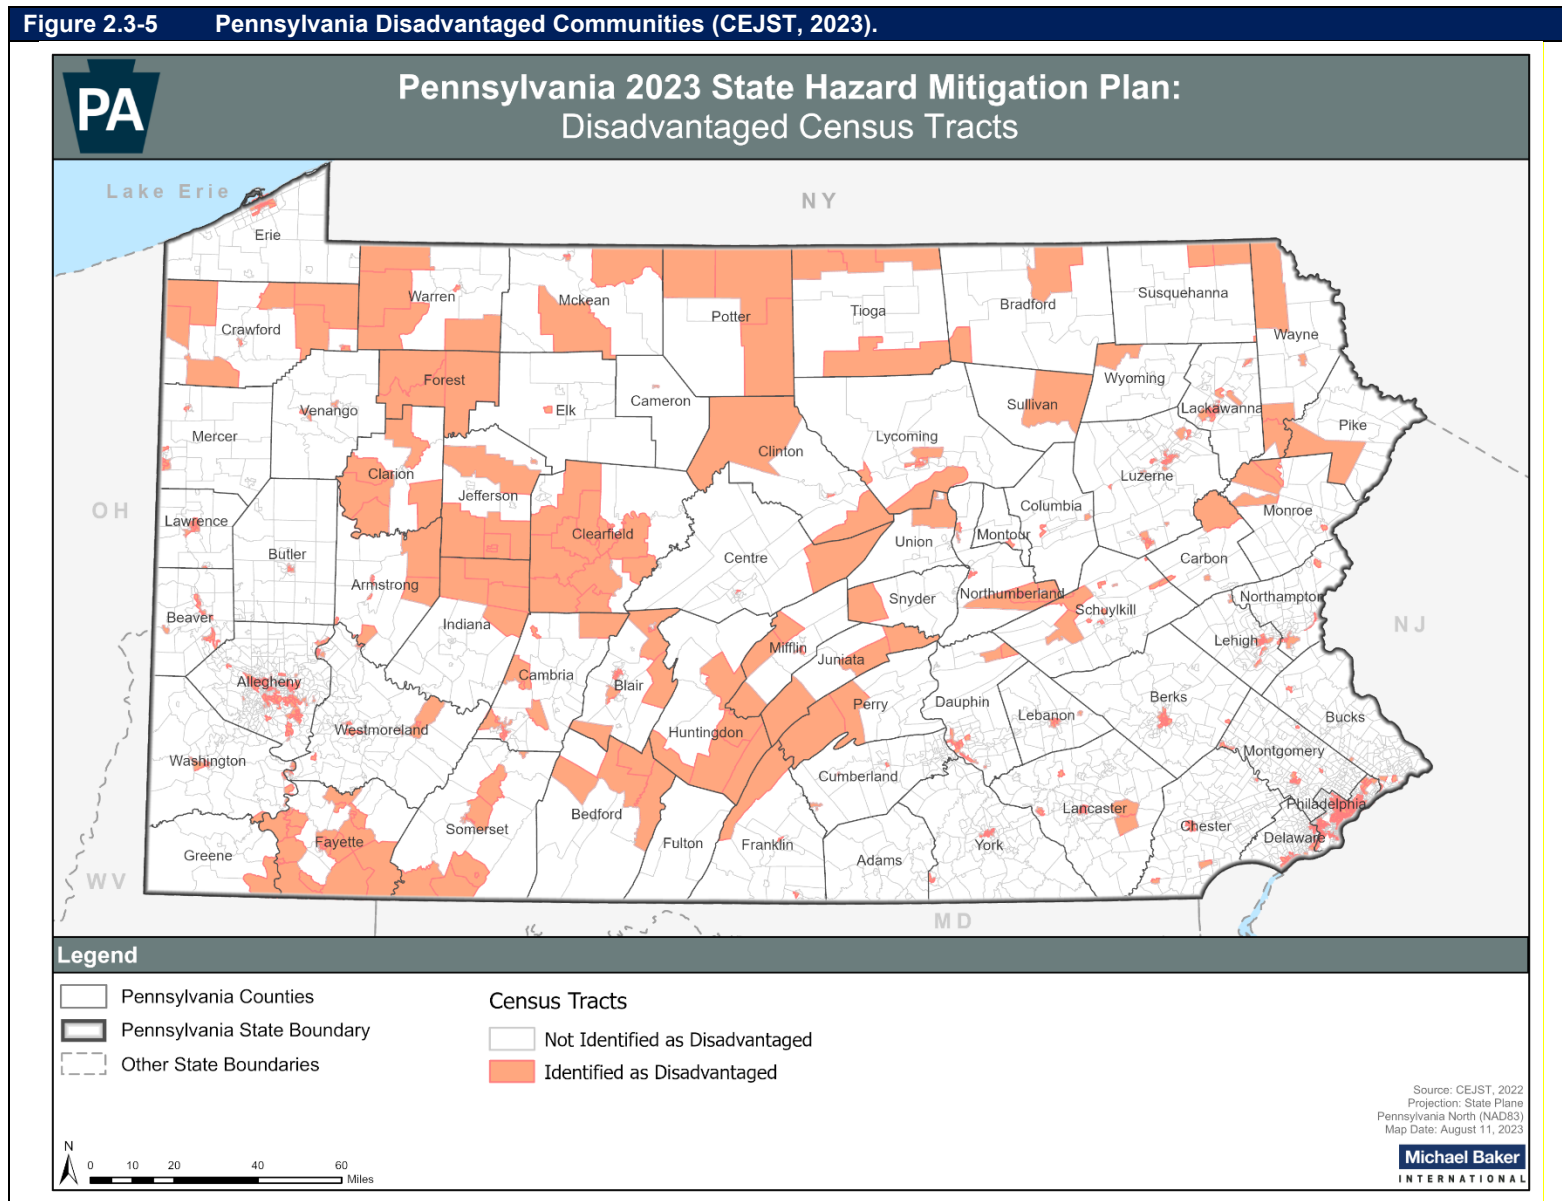 Figure 2.3-5 Pennsylvania Disadvantaged Communities (CEJST, 2023).
PA
Pennsylvania 2023 State Hazard Mitigation Plan:
Disadvantaged Census Tracts
Lake Erie
NY
Erie
Warren
Mckean
Potter
Tioga
Bradford
Susquehanna
Wayne
Crawford
Forest
Venango
Elk
Cameron
Sullivan
Wyoming
Lackawanna
Pike
Mercer
Clinton
Lycoming
Luzerne
Clarion
Jefferson
Columbia
Monroe
OH
Lawrence
Clearfield
Butler
Centre
Union
Montour
Carbon
Armstrong
Snyder
Northumberland
Schuylkill
Northampton
Beaver
Indiana
NJ
Mifflin
Juniata
Lehigh
Allegheny
Cambria
Blair
Huntingdon
Perry
Dauphin
Lebanon
Berks
Bucks
Westmoreland
Washington
Cumberland
Montgomery
Lancaster
Philadelphia
Bedford
Somerset
Fayette
Greene
Fulton
Franklin
Adams
York
Chester
Delaware
WV
MD
Legend
Pennsylvania Counties
Pennsylvania State Boundary
Other State Boundaries
Census Tracts
Not Identified as Disadvantaged
Identified as Disadvantaged
Source: CEJST, 2022
Projection: State Plane
Pennsylvania North (NAD83)
Map Date: August 11, 2023
N
0 10 20 40 60
Miles
Michael Baker
INTERNATIONAL